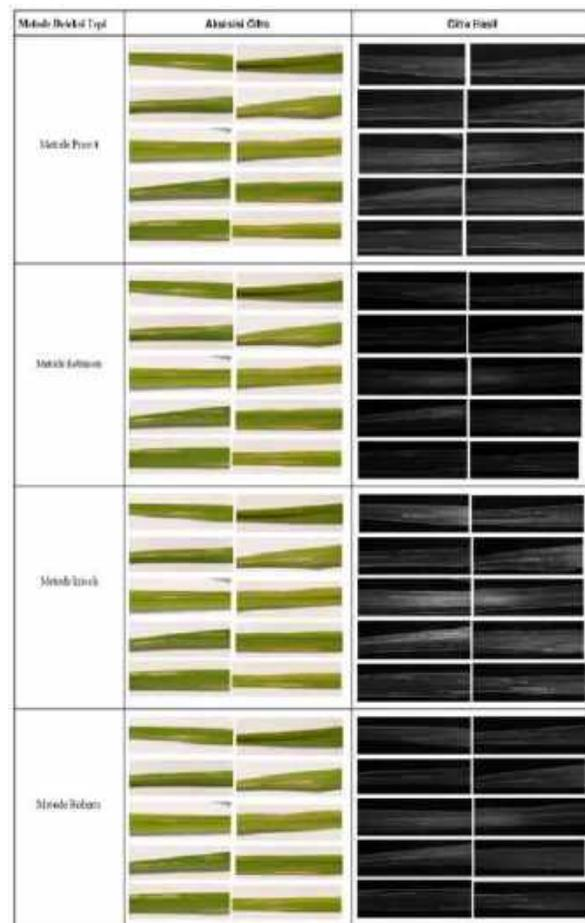 Metode Deteksi Tepi
Akuisisi Citra
Citra Hasil
Metode Prewitt
Metode Robinson
Metode Kirsch
Metode Roberts